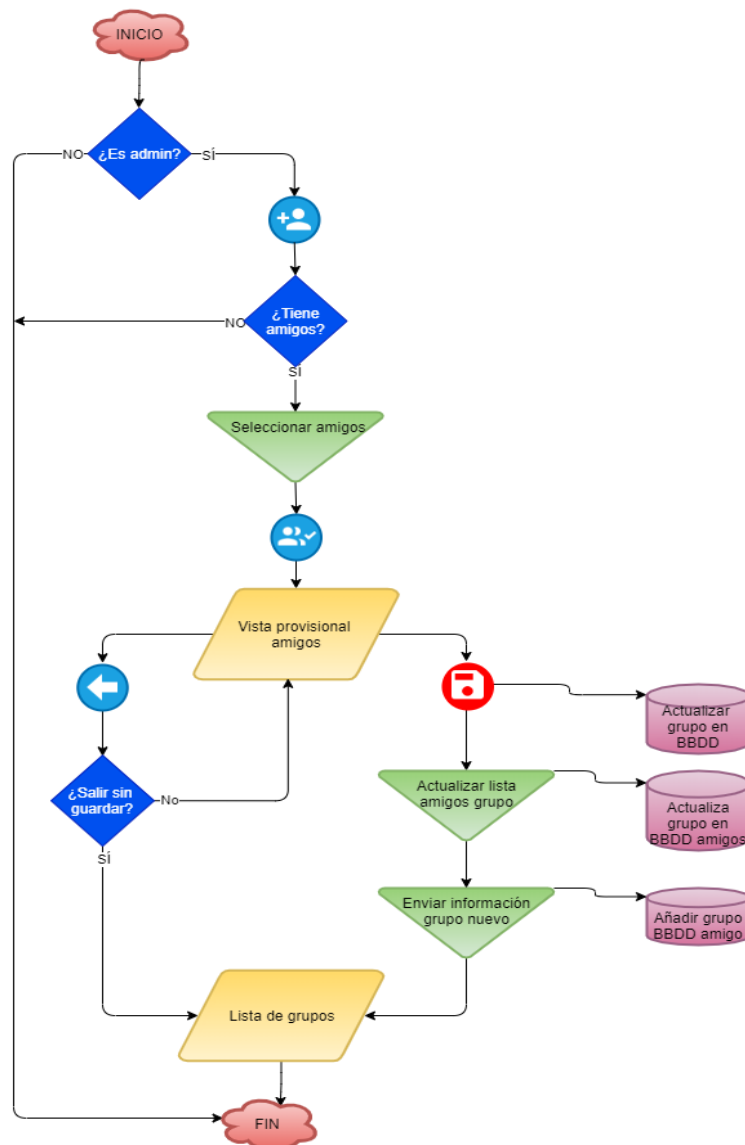 INICIO
¿Es admin?
NO
SÍ
¿Tiene
amigos?
NO
SÍ
Seleccionar amigos
Vista provisional
amigos
Actualizar
grupo en
BBDD
¿Salir sin
guardar?
No
SÍ
Actualizar lista
amigos grupo
Actualiza
grupo en
BBDD amigos
Enviar información
grupo nuevo
Añadir grupo
BBDD amigo
Lista de grupos
FIN